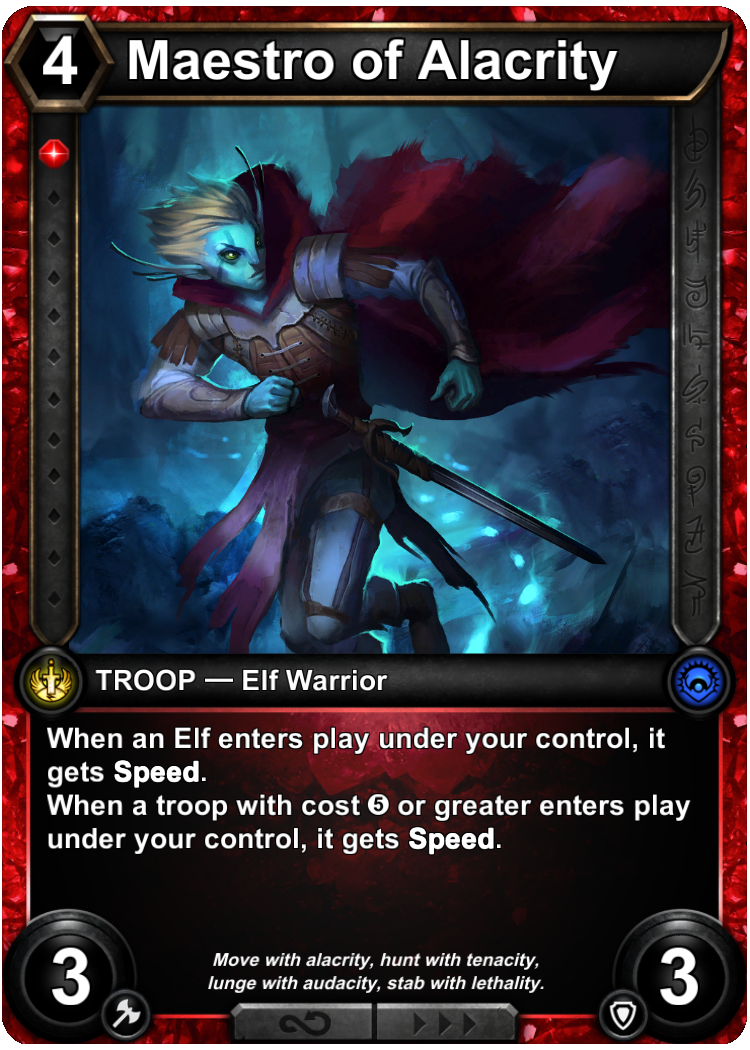 4 Maestro of Alacrity
TROOP — Elf Warrior
When an Elf enters play under your control, it
gets Speed.
When a troop with cost 5 or greater enters play
under your control, it gets Speed.
Move with alacrity, hunt with tenacity,
lunge with audacity, stab with lethality.
3 3